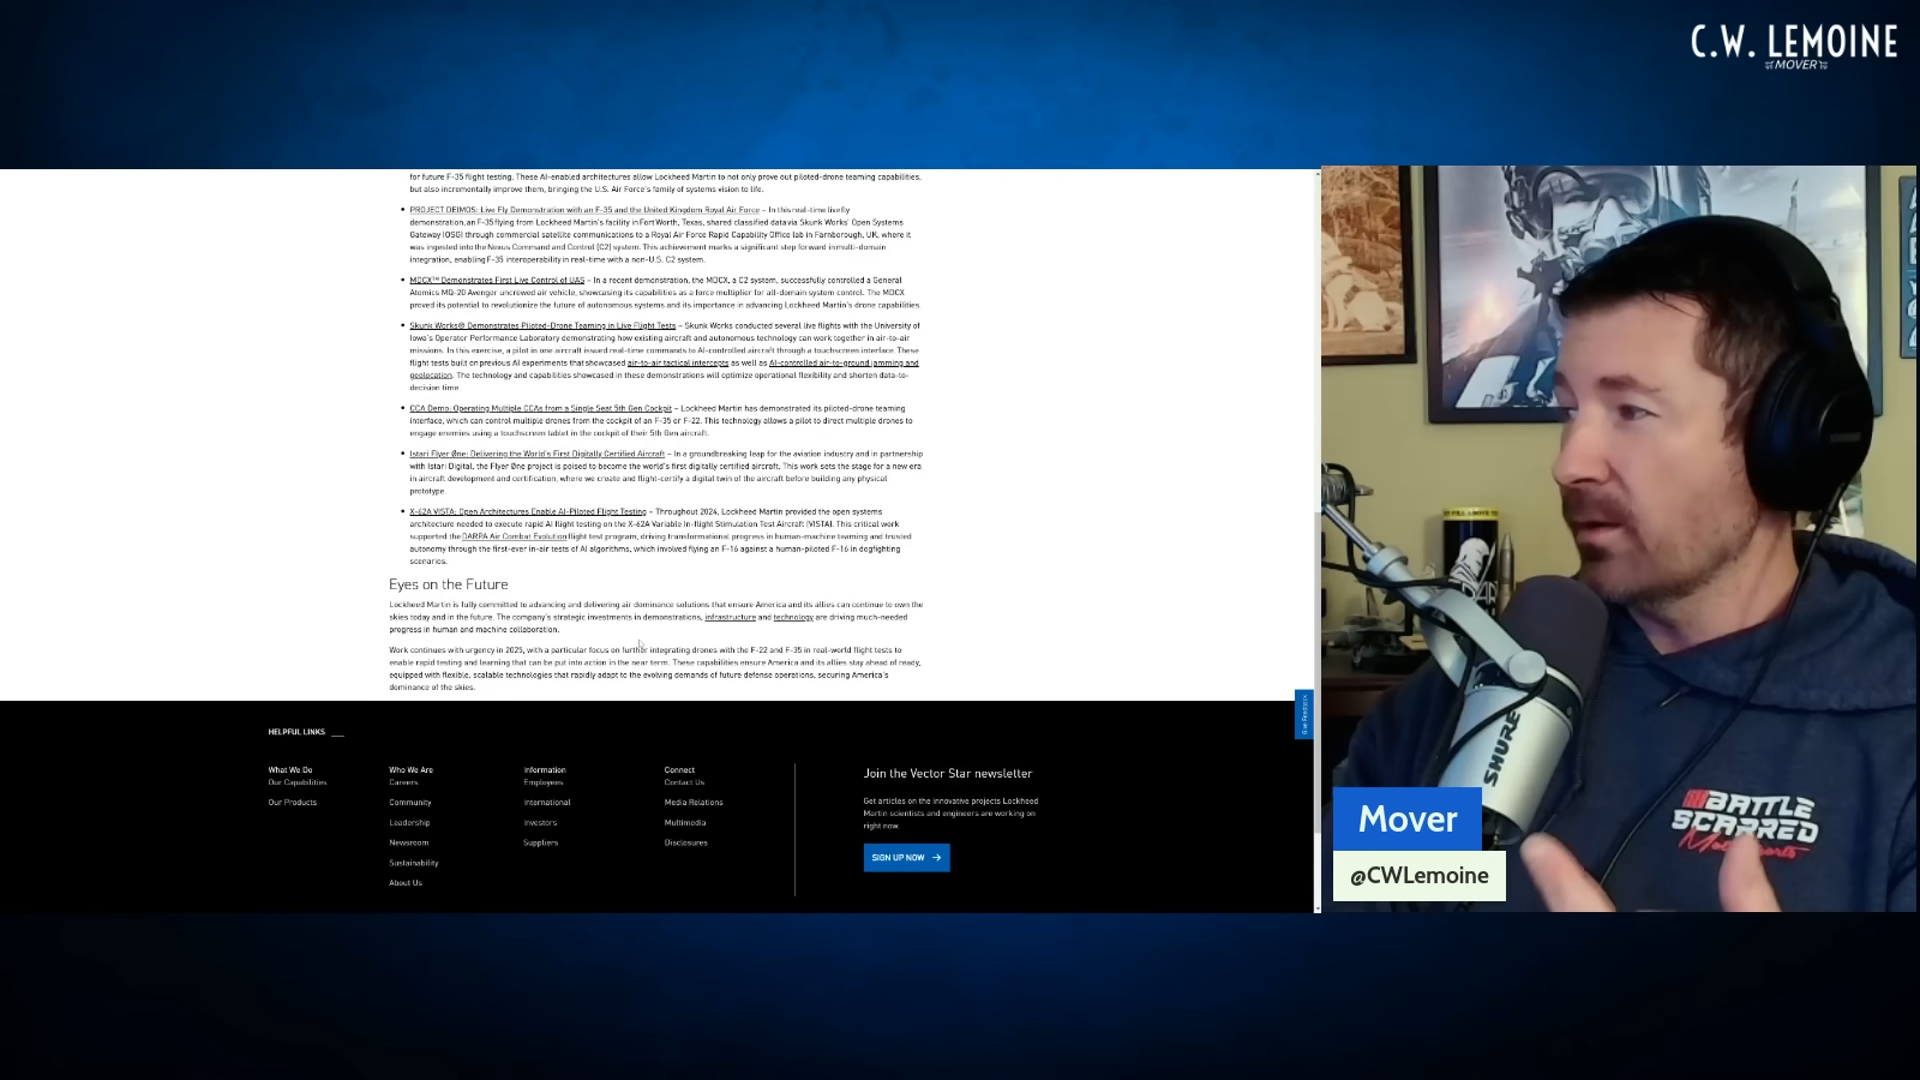 C.W. LEMOINE
MOVER
for future F-35 flight testing. These AI-enabled architectures allow Lockheed Martin to not only prove out piloted-drone teaming capabilities,
but also incrementally improve them, bringing the U.S. Air Force's family of systems vision to life.
• PROJECT DEIMOS: Live Fly Demonstration with an F-35 and the United Kingdom Royal Air Force – In this real-time live fly
demonstration, an F-35 flying from Lockheed Martin's facility in Fort Worth, Texas, shared classified data via Skunk Works' Open Systems
Gateway (OSG) through commercial satellite communications to a Royal Air Force Rapid Capability Office lab in Farnborough, UK, where it
was ingested into the Nexus Command and Control (C2) system. This achievement marks a significant step forward in multi-domain
integration, enabling F-35 interoperability in real-time with a non-U.S. C2 system.
• MDCX™ Demonstrates First Live Control of UAS – In a recent demonstration, the MDCX, a C2 system, successfully controlled a General
Atomics MQ-20 Avenger uncrewed air vehicle, showcasing its capabilities as a force multiplier for all-domain system control. The MDCX
proved its potential to revolutionize the future of autonomous systems and its importance in advancing Lockheed Martin's drone capabilities.
• Skunk Works® Demonstrates Piloted-Drone Teaming in Live Flight Tests – Skunk Works conducted several live flights with the University of
Iowa's Operator Performance Laboratory demonstrating how existing aircraft and autonomous technology can work together in air-to-air
missions. In this exercise, a pilot in one aircraft issued real-time commands to AI-controlled aircraft through a touchscreen interface. These
flight tests built on previous AI experiments that showcased air-to-air tactical intercepts as well as AI-controlled air-to-ground jamming and
geolocation. The technology and capabilities showcased in these demonstrations will optimize operational flexibility and shorten data-to-
decision time.
• CCA Demo: Operating Multiple CCAs from a Single Seat 5th Gen Cockpit – Lockheed Martin has demonstrated its piloted-drone teaming
interface, which can control multiple drones from the cockpit of an F-35 or F-22. This technology allows a pilot to direct multiple drones to
engage enemies using a touchscreen tablet in the cockpit of their 5th Gen aircraft.
• Istari Flyer Øne: Delivering the World's First Digitally Certified Aircraft – In a groundbreaking leap for the aviation industry and in partnership
with Istari Digital, the Flyer Øne project is poised to become the world's first digitally certified aircraft. This work sets the stage for a new era
in aircraft development and certification, where we create and flight-certify a digital twin of the aircraft before building any physical
prototype.
• X-62A VISTA: Open Architectures Enable AI-Piloted Flight Testing – Throughout 2024, Lockheed Martin provided the open systems
architecture needed to execute rapid AI flight testing on the X-62A Variable In-flight Stimulation Test Aircraft (VISTA). This critical work
supported the DARPA Air Combat Evolution flight test program, driving transformational progress in human-machine teaming and trusted
autonomy through the first-ever in-air tests of AI algorithms, which involved flying an F-16 against a human-piloted F-16 in dogfighting
scenarios.
Eyes on the Future
Lockheed Martin is fully committed to advancing and delivering air dominance solutions that ensure America and its allies can continue to own the
skies today and in the future. The company's strategic investments in demonstrations, infrastructure and technology are driving much-needed
progress in human and machine collaboration.
Work continues with urgency in 2025, with a particular focus on further integrating drones with the F-22 and F-35 in real-world flight tests to
enable rapid testing and learning that can be put into action in the near term. These capabilities ensure America and its allies stay ahead of ready,
equipped with flexible, scalable technologies that rapidly adapt to the evolving demands of future defense operations, securing America's
dominance of the skies.
Give Feedback
HELPFUL LINKS
What We Do
Our Capabilities
Our Products
Who We Are
Careers
Community
Leadership
Newsroom
Sustainability
About Us
Information
Employees
International
Investors
Suppliers
Connect
Contact Us
Media Relations
Multimedia
Disclosures
Join the Vector Star newsletter
Get articles on the innovative projects Lockheed
Martin scientists and engineers are working on
right now.
SIGN UP NOW →
SHURE
BATTLE
SCARRED
Motorsports
Mover
@CWLemoine